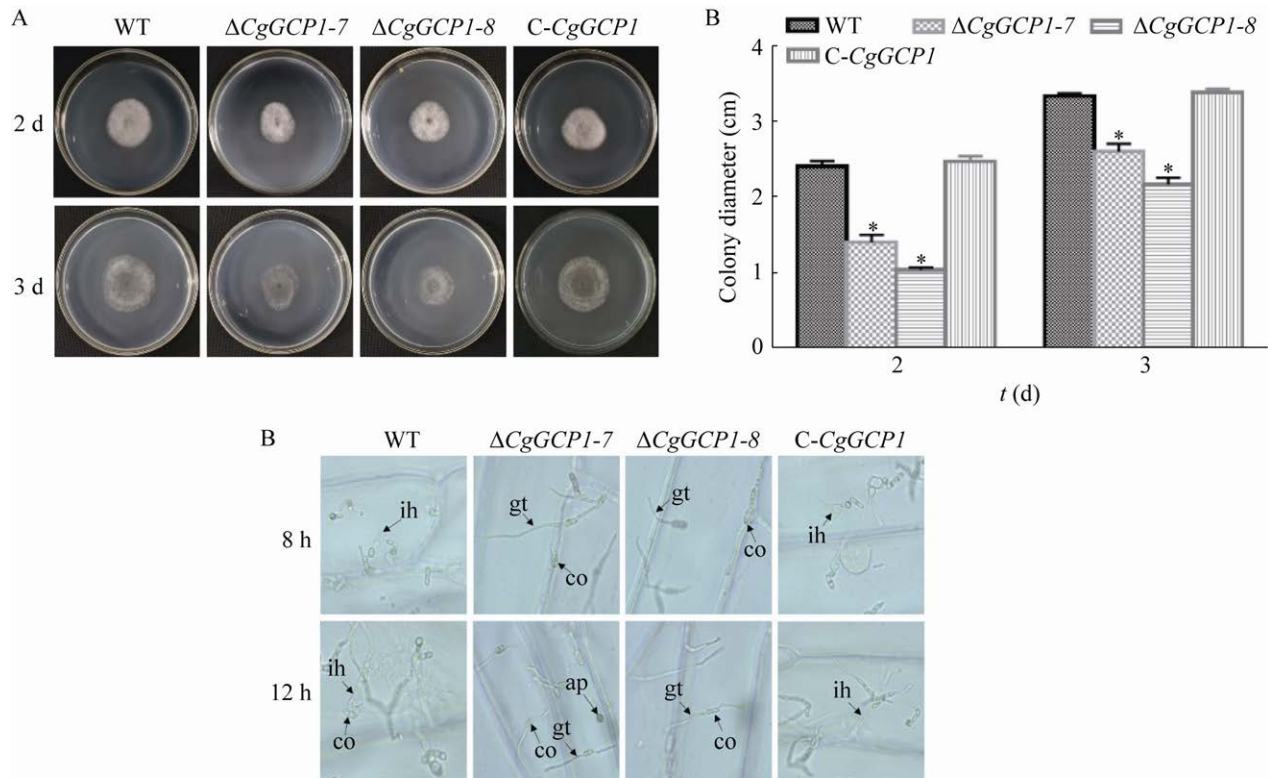 A
WT ΔCgGCP1-7 ΔCgGCP1-8 C-CgGCP1
2 d
3 d
B
WT ΔCgGCP1-7 ΔCgGCP1-8
C-CgGCP1
Colony diameter (cm)
4
3
2
1
0
* *
* *
2 3
t (d)
B
WT ΔCgGCP1-7 ΔCgGCP1-8 C-CgGCP1
8 h
ih gt co gt co ih
12 h
ih co ap gt co gt co ih